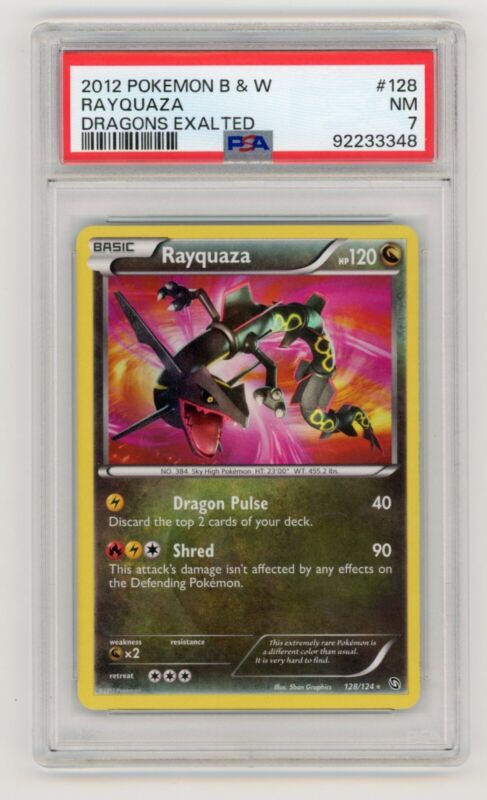 2012 POKEMON B & W #128
RAYQUAZA NM
DRAGONS EXALTED 7
PSA 92233348
BASIC Rayquaza HP 120
NO. 384 Sky High Pokémon HT: 23'00" WT: 455.2 lbs.
Dragon Pulse 40
Discard the top 2 cards of your deck.
Shred 90
This attack's damage isn't affected by any effects
on the Defending Pokémon.
weakness resistance
×2
This extremely rare Pokémon is
a different color than usual.
It is very hard to find.
retreat
Illus. 5ban Graphics 128/124 ★